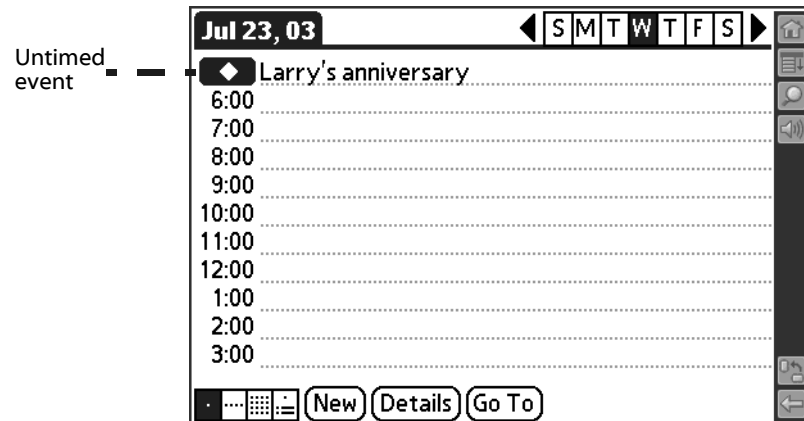 Jul 23, 03 S M T W T F S
Untimed
event
Larry's anniversary
6:00
7:00
8:00
9:00
10:00
11:00
12:00
1:00
2:00
3:00
New Details Go To